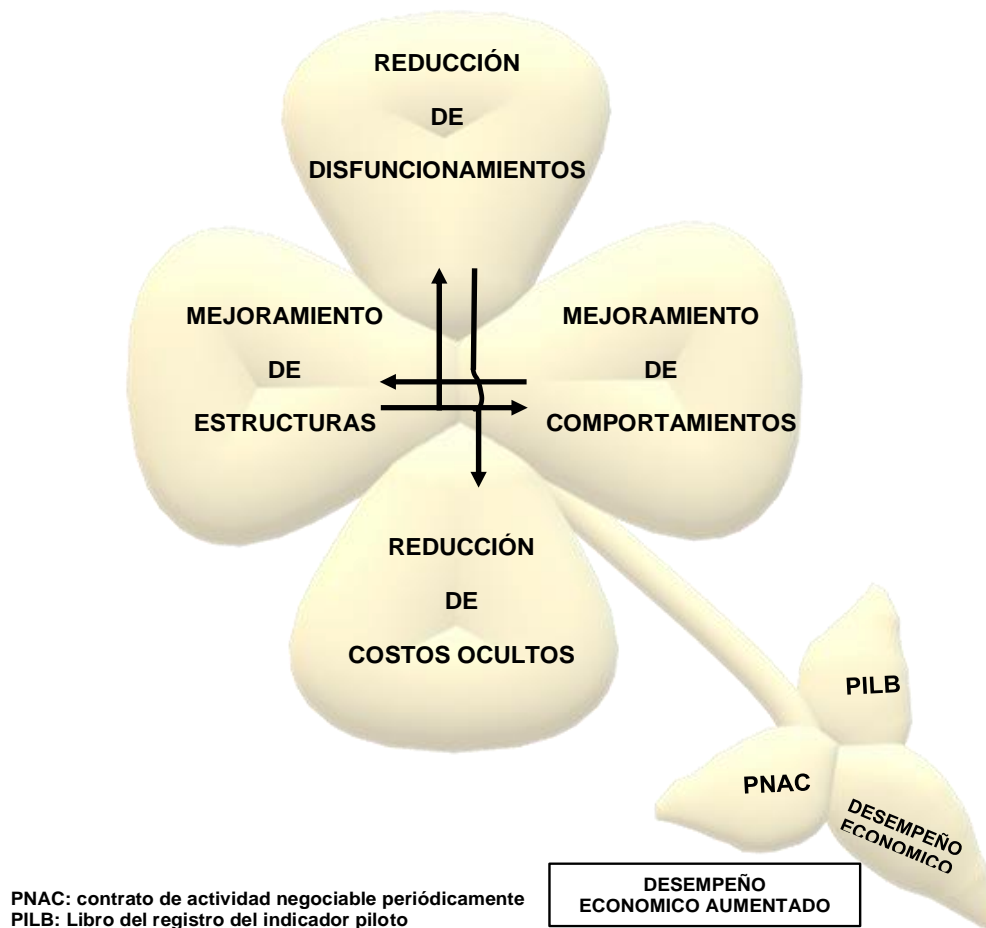 REDUCCIÓN
DE
DISFUNCIONAMIENTOS
MEJORAMIENTO
DE
ESTRUCTURAS
MEJORAMIENTO
DE
COMPORTAMIENTOS
REDUCCIÓN
DE
COSTOS OCULTOS
PILB
PNAC
DESEMPEÑO
ECONOMICO
DESEMPEÑO
ECONOMICO AUMENTADO
PNAC: contrato de actividad negociable periódicamente
PILB: Libro del registro del indicador piloto